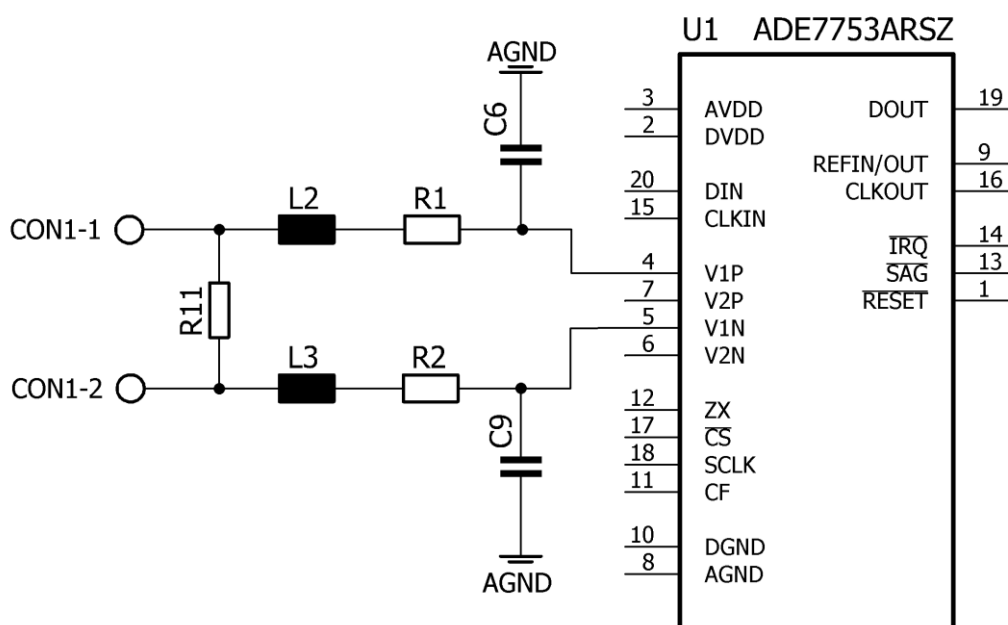 U1 ADE7753ARSZ
AGND
C6
3 AVDD DOUT 19
2 DVDD
REFIN/OUT 9
20 DIN CLKOUT 16
15 CLKIN
CON1-1 L2 R1
IRQ 14
4 V1P SAG 13
7 V2P RESET 1
R11
5 V1N
6 V2N
CON1-2 L3 R2
12 ZX
17 CS
C9
18 SCLK
11 CF
10 DGND
8 AGND
AGND